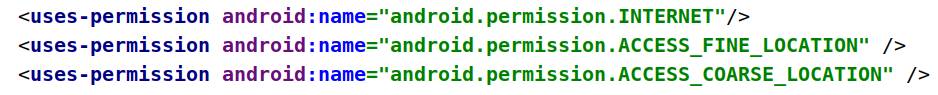 <uses-permission android:name="android.permission.INTERNET"/>
<uses-permission android:name="android.permission.ACCESS_FINE_LOCATION" />
<uses-permission android:name="android.permission.ACCESS_COARSE_LOCATION" />